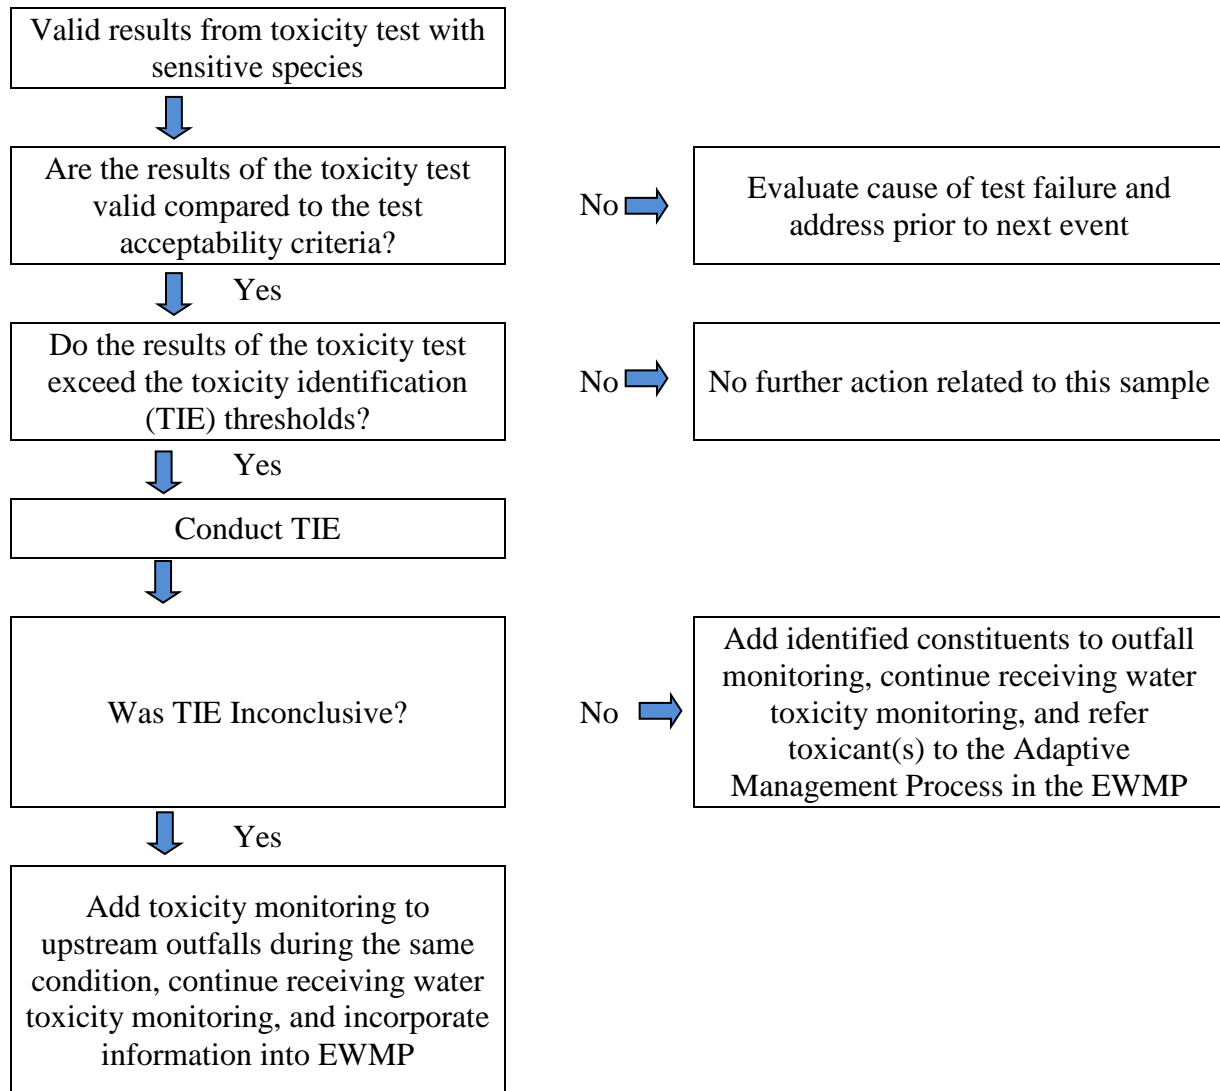 Valid results from toxicity test with
sensitive species
Are the results of the toxicity test
valid compared to the test
acceptability criteria?
No
Evaluate cause of test failure and
address prior to next event
Yes
Do the results of the toxicity test
exceed the toxicity identification
(TIE) thresholds?
No
No further action related to this sample
Yes
Conduct TIE
Was TIE Inconclusive?
No
Add identified constituents to outfall
monitoring, continue receiving water
toxicity monitoring, and refer
toxicant(s) to the Adaptive
Management Process in the EWMP
Yes
Add toxicity monitoring to
upstream outfalls during the same
condition, continue receiving water
toxicity monitoring, and incorporate
information into EWMP